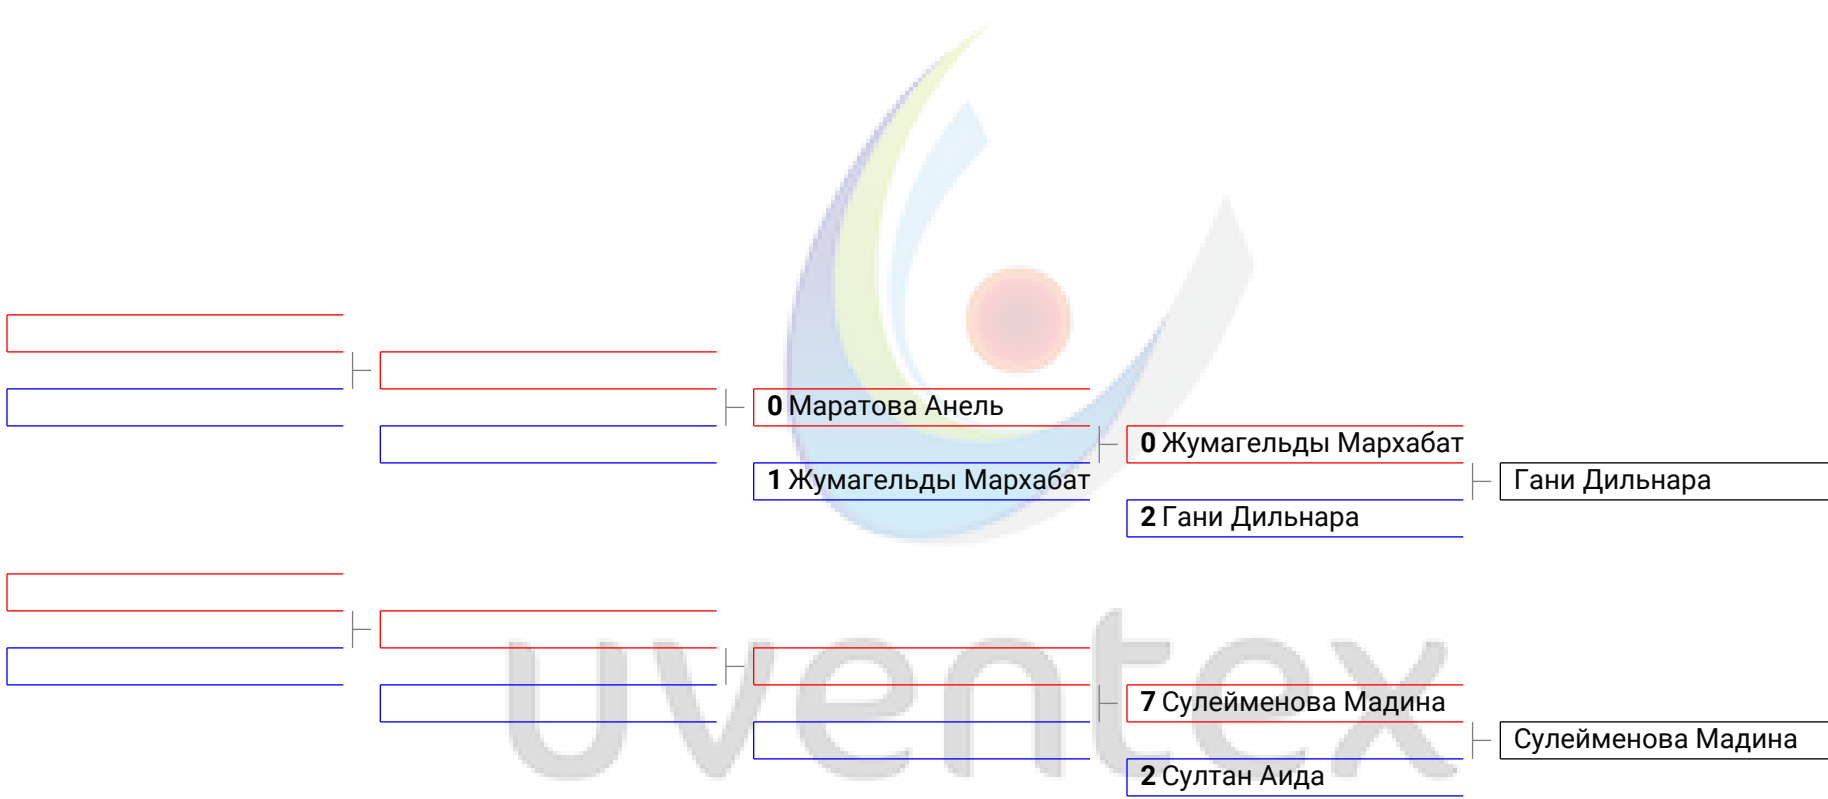 0 Маратова Анель
0 Жумагельды Мархабат
1 Жумагельды Мархабат
Гани Дильнара
2 Гани Дильнара
uventex
7 Сулейменова Мадина
Сулейменова Мадина
2 Султан Аида